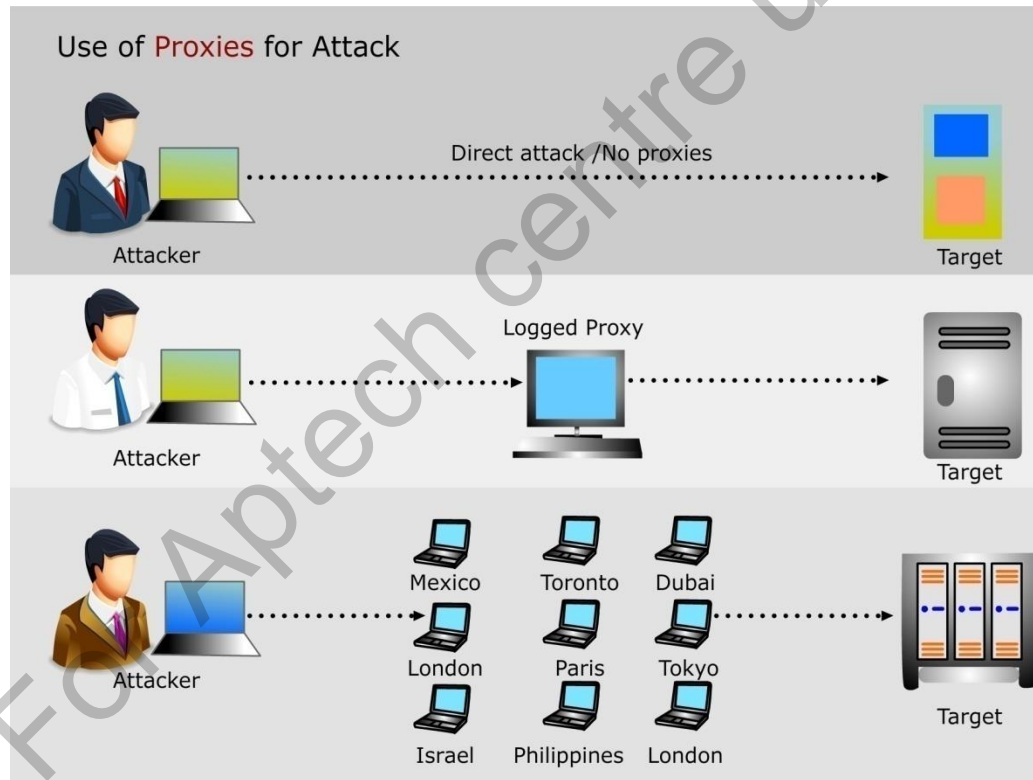 Use of Proxies for Attack
Direct attack /No proxies
Attacker
Target
Logged Proxy
Attacker
Target
Mexico Toronto Dubai
London Paris Tokyo
Attacker
Israel Philippines London
Target
For Aptech centre u